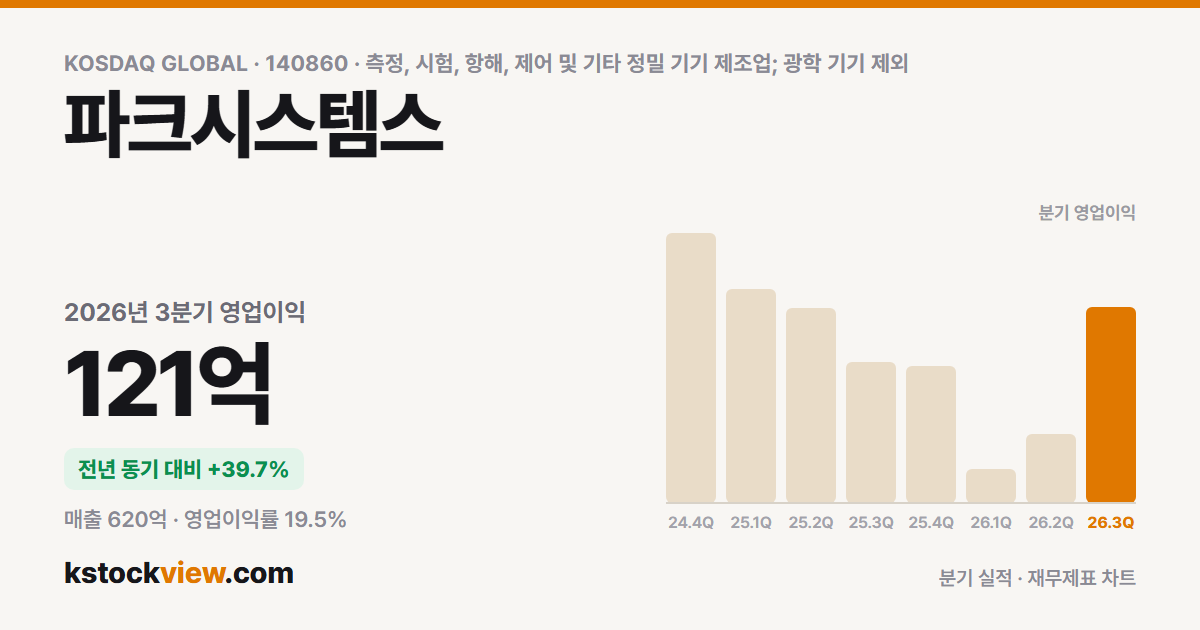 KOSDAQ GLOBAL · 140860 · 측정, 시험, 항해, 제어 및 기타 정밀 기기 제조업; 광학 기기 제외
파크시스템스
분기 영업이익
2026년 3분기 영업이익
121억
전년 동기 대비 +39.7%
매출 620억 · 영업이익률 19.5%
24.4Q 25.1Q 25.2Q 25.3Q 25.4Q 26.1Q 26.2Q 26.3Q
kstockview.com
분기 실적 · 재무제표 차트